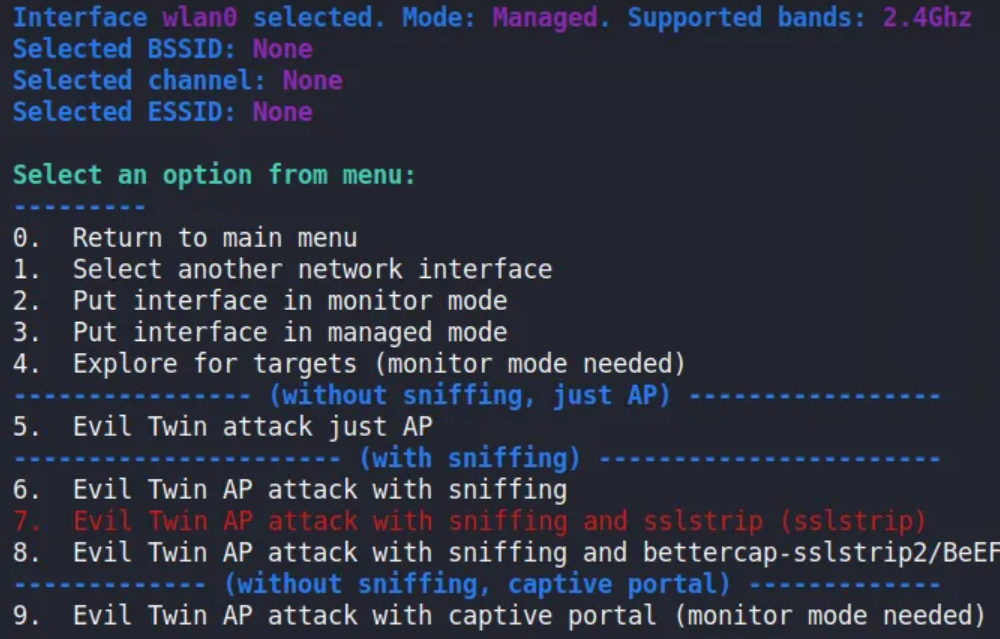 Interface wlan0 selected. Mode: Managed. Supported bands: 2.4Ghz
Selected BSSID: None
Selected channel: None
Selected ESSID: None
Select an option from menu:
---------
0.  Return to main menu
1.  Select another network interface
2.  Put interface in monitor mode
3.  Put interface in managed mode
4.  Explore for targets (monitor mode needed)
---------------- (without sniffing, just AP) -----------------
5.  Evil Twin attack just AP
---------------------- (with sniffing) -----------------------
6.  Evil Twin AP attack with sniffing
7.  Evil Twin AP attack with sniffing and sslstrip (sslstrip)
8.  Evil Twin AP attack with sniffing and bettercap-sslstrip2/BeEF
------------- (without sniffing, captive portal) -------------
9.  Evil Twin AP attack with captive portal (monitor mode needed)